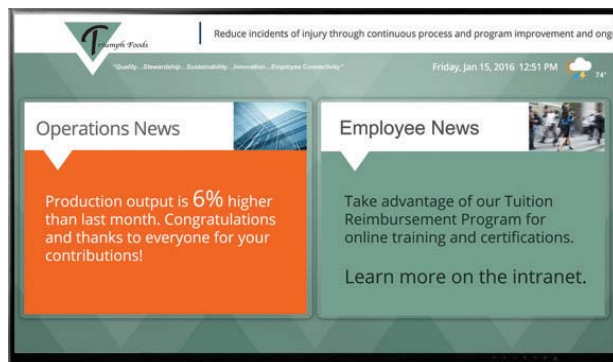 Triumph Foods
Reduce incidents of injury through continuous process and program improvement and ong
"Quality...Stewardship...Sustainability...Innovation...Employee Connectivity"
Friday, Jan 15, 2016 12:51 PM
74°
Operations News
Production output is 6% higher
than last month. Congratulations
and thanks to everyone for your
contributions!
Employee News
Take advantage of our Tuition
Reimbursement Program for
online training and certifications.
Learn more on the intranet.